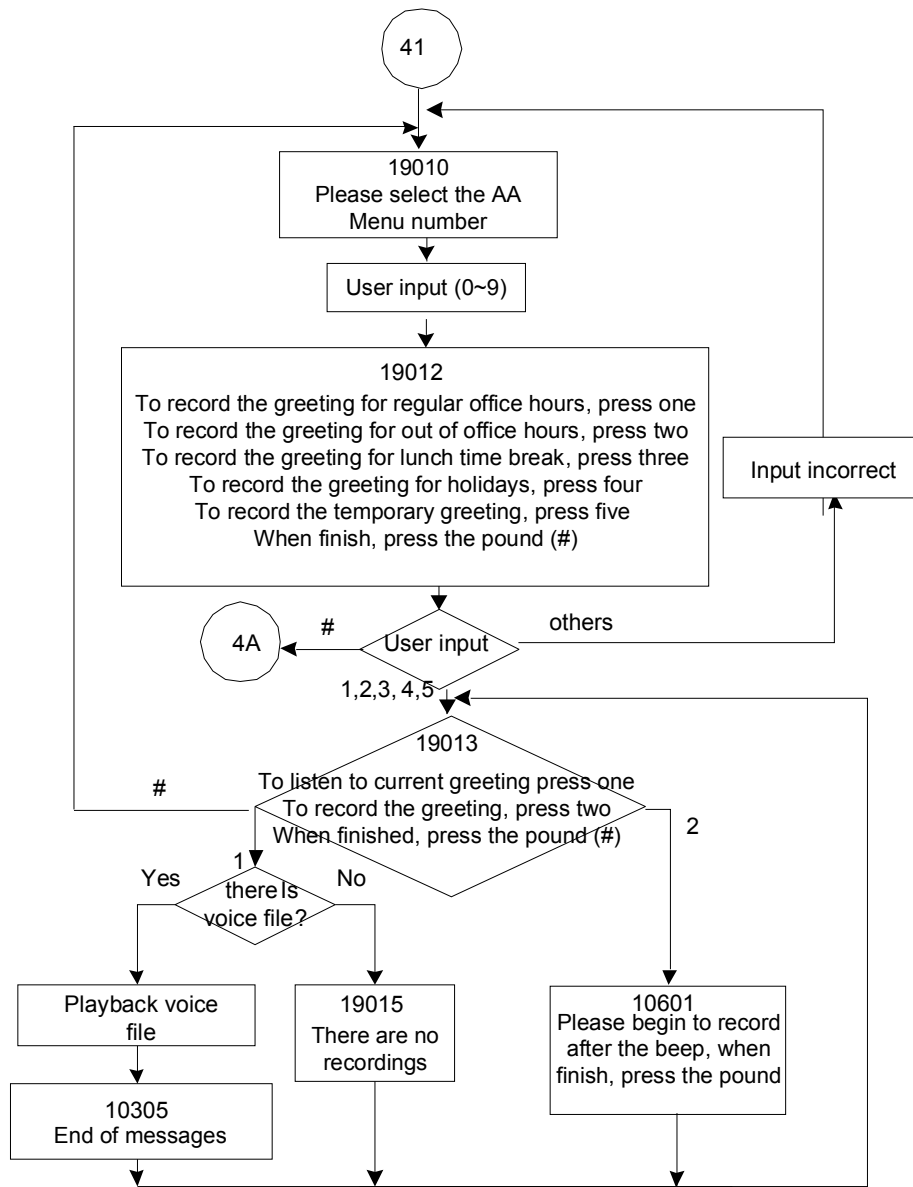 41
19010
Please select the AA
Menu number
User input (0~9)
19012
To record the greeting for regular office hours, press one
To record the greeting for out of office hours, press two
To record the greeting for lunch time break, press three
To record the greeting for holidays, press four
To record the temporary greeting, press five
When finish, press the pound (#)
Input incorrect
4A
#
User input
others
1,2,3, 4,5
19013
To listen to current greeting press one
To record the greeting, press two
When finished, press the pound (#)
#
2
1
Yes
No
thereIs
voice file?
Playback voice
file
19015
There are no
recordings
10601
Please begin to record
after the beep, when
finish, press the pound
10305
End of messages